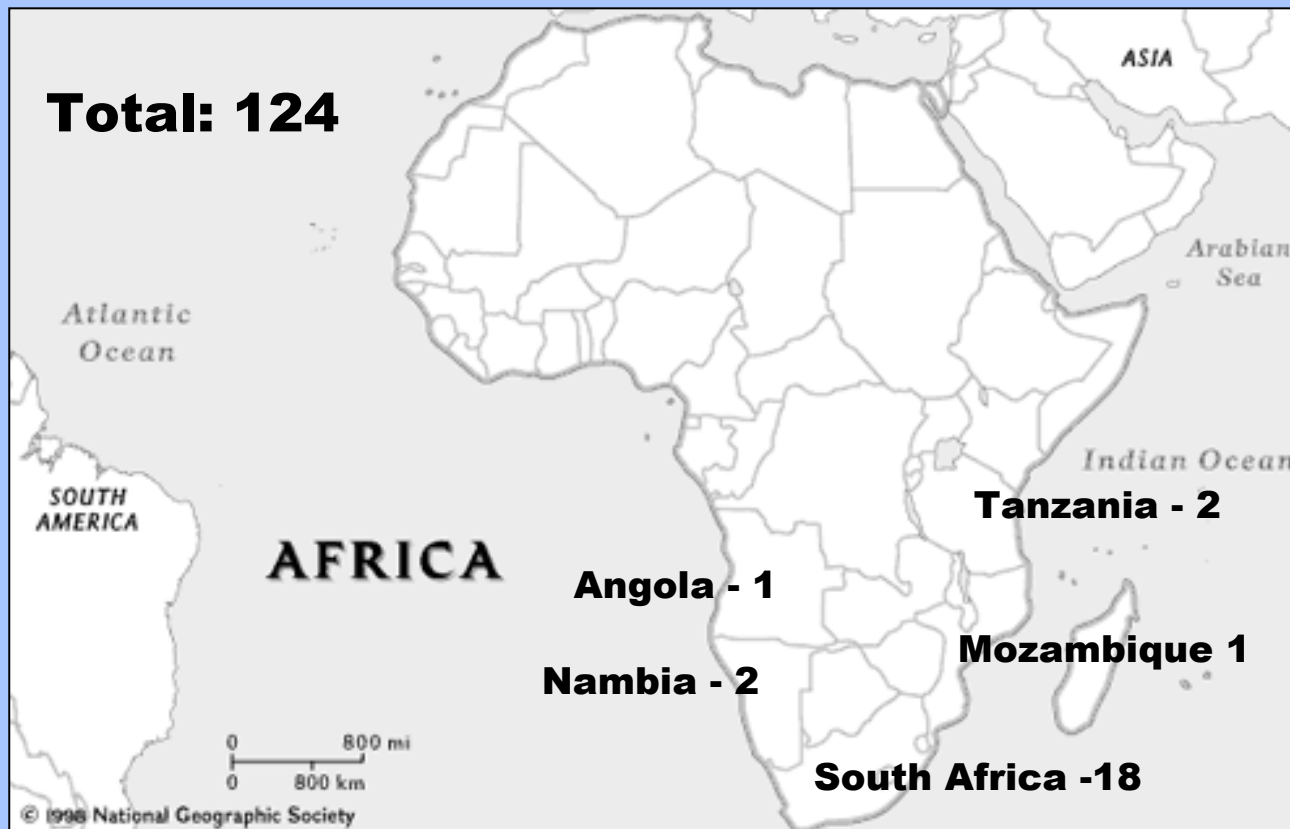 ASIA
Total: 124
Arabian
Sea
Atlantic
Ocean
Indian Ocean
SOUTH
AMERICA
Tanzania - 2
AFRICA
Angola - 1
Mozambique 1
Nambia - 2
0 800 mi
0 800 km
South Africa -18
© 1998 National Geographic Society